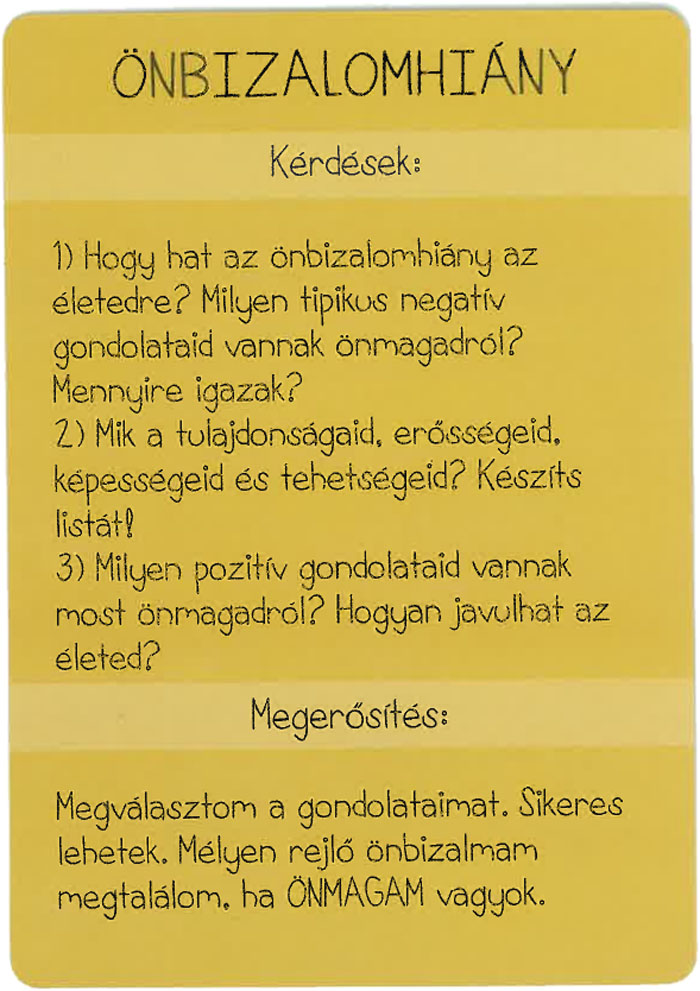 ÖNBIZALOMHIÁNY
Kérdések:
1) Hogy hat az önbizalomhiány az
életedre? Milyen tipikus negatív
gondolataid vannak önmagadról?
Mennyire igazak?
2) Mik a tulajdonságaid, erősségeid,
képességeid és tehetségeid? Készíts
listát!
3) Milyen pozitív gondolataid vannak
most önmagadról? Hogyan javulhat az
életed?
Megerősítés:
Megválasztom a gondolataimat. Sikeres
lehetek. Mélyen rejlő önbizalmam
megtalálom, ha ÖNMAGAM vagyok.